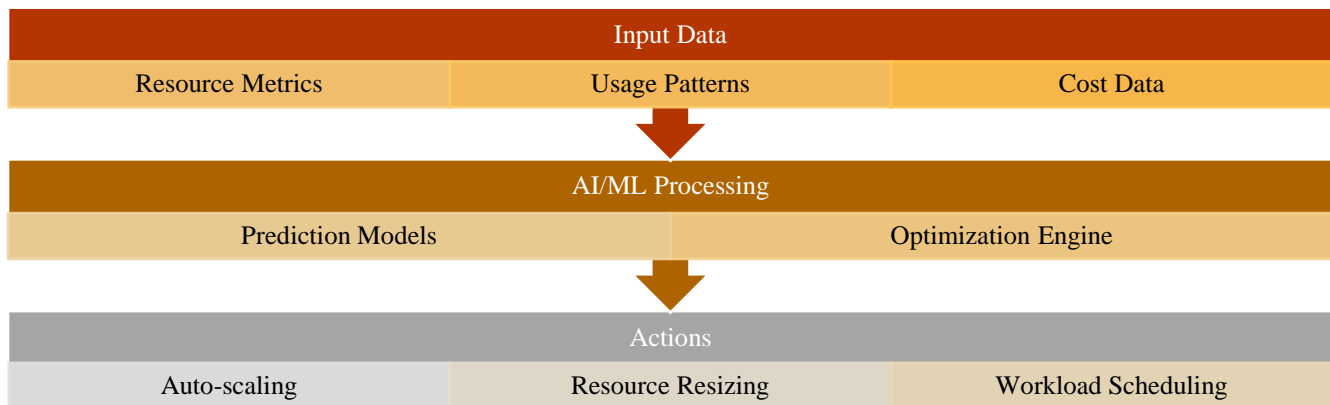 Input Data
Resource Metrics Usage Patterns Cost Data
AI/ML Processing
Prediction Models Optimization Engine
Actions
Auto-scaling Resource Resizing Workload Scheduling